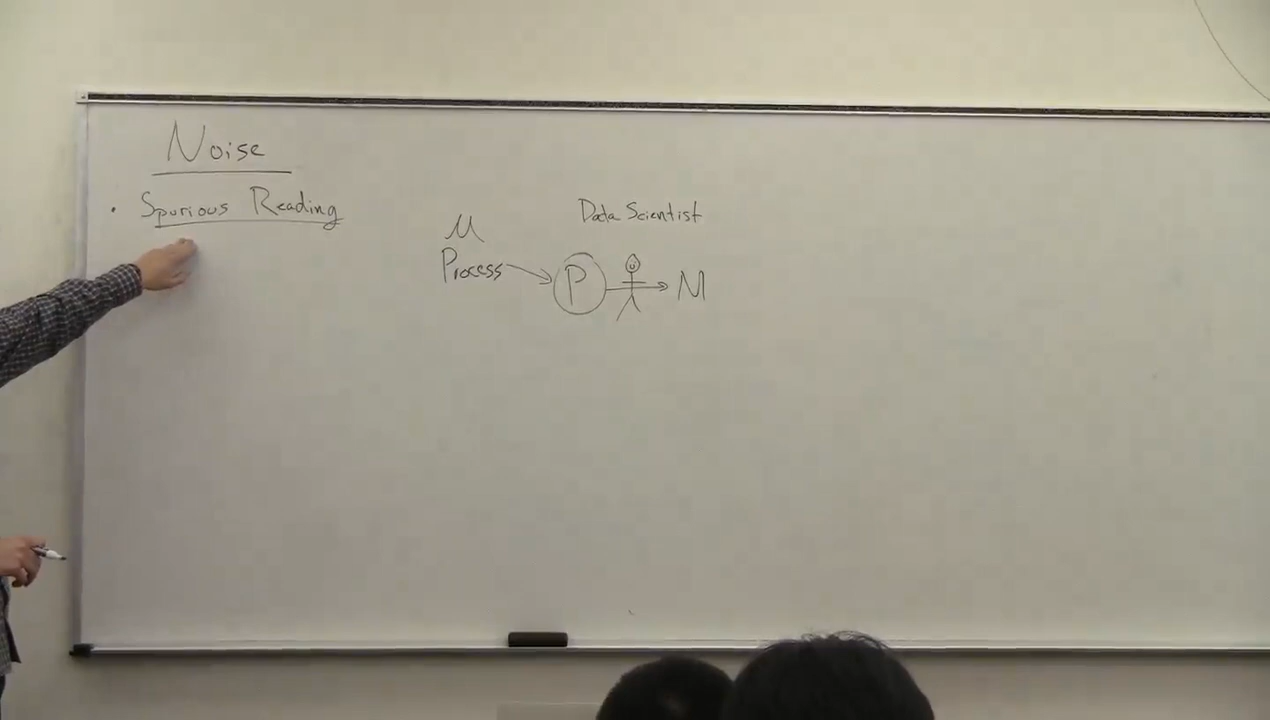 Noise
• Spurious Reading
Data Scientist
μ
Process P M